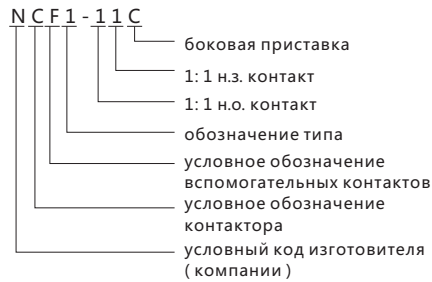 NCF1-11C
боковая приставка
1: 1 н.з. контакт
1: 1 н.о. контакт
обозначение типа
условное обозначение
вспомогательных контактов
условное обозначение
контактора
условный код изготовителя
( компании )